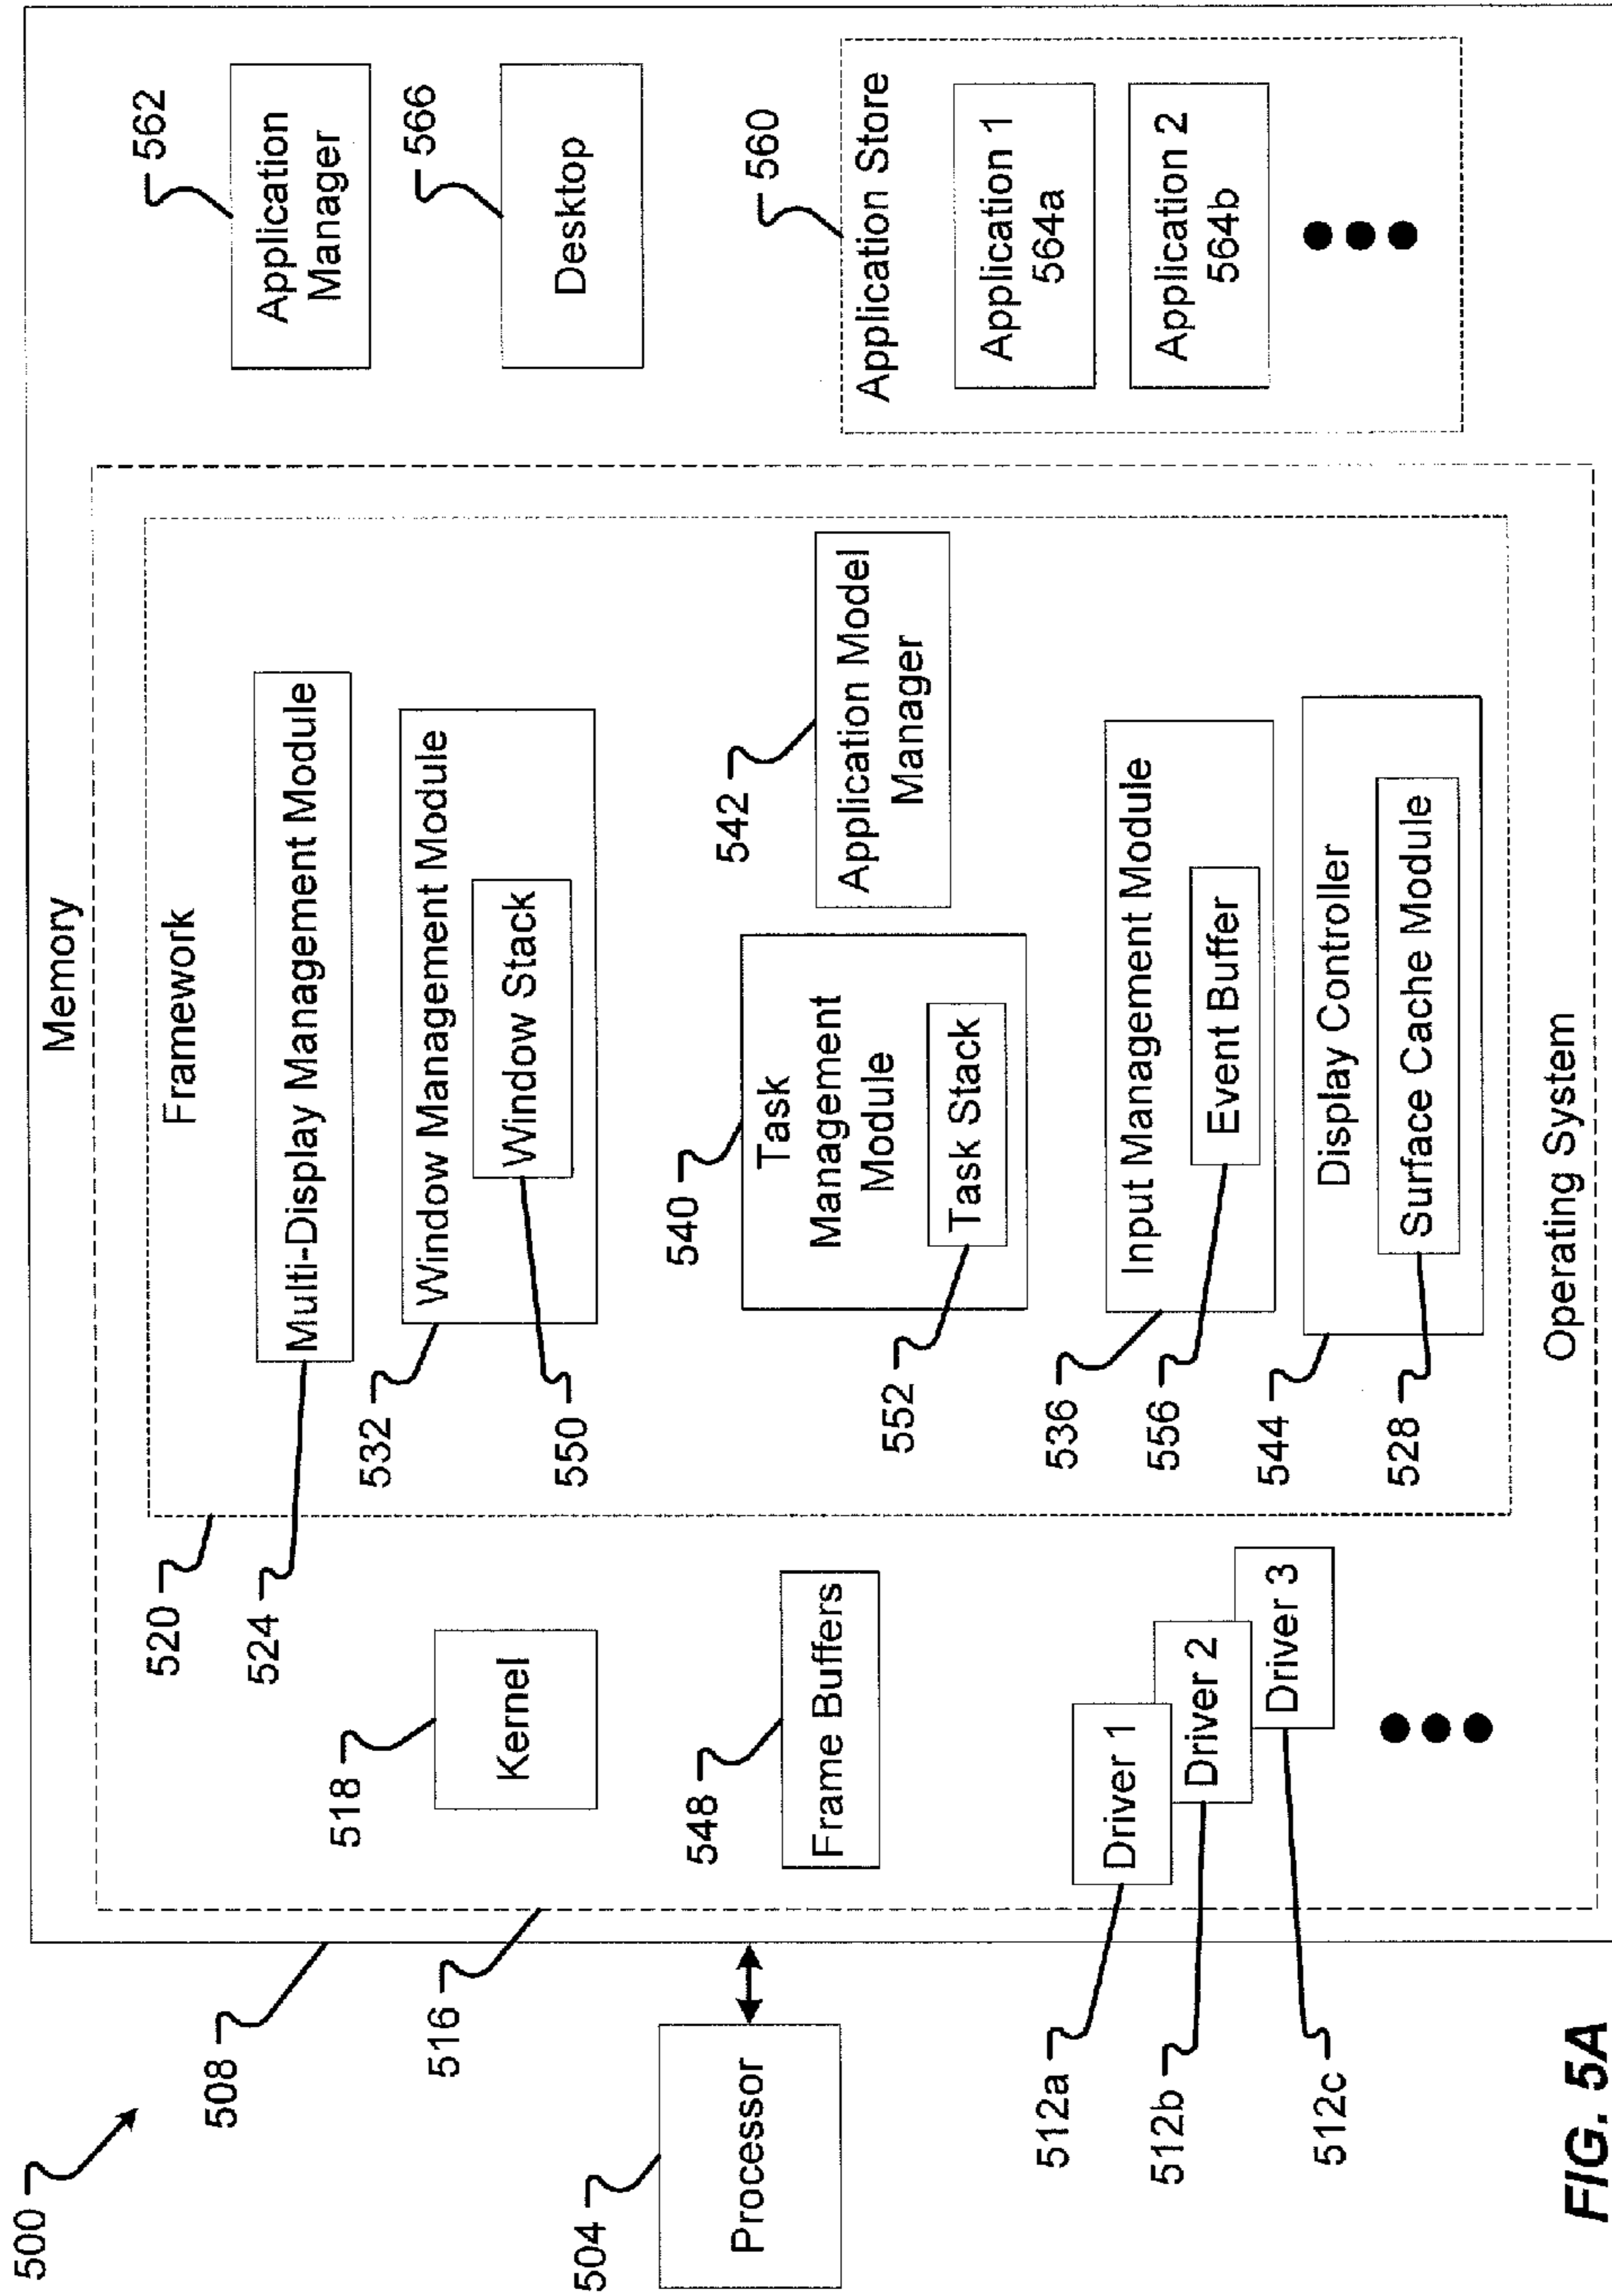 500
508
Memory
516
Operating System
504
Processor
518
Kernel
548
Frame Buffers
512a
Driver 1
512b
Driver 2
512c
Driver 3
520
Framework
524
Multi-Display Management Module
532
Window Management Module
550
Window Stack
540
Task
Management
Module
552
Task Stack
542
Application Model
Manager
536
Input Management Module
556
Event Buffer
544
Display Controller
528
Surface Cache Module
562
Application
Manager
566
Desktop
560
Application Store
Application 1
564a
Application 2
564b
FIG. 5A